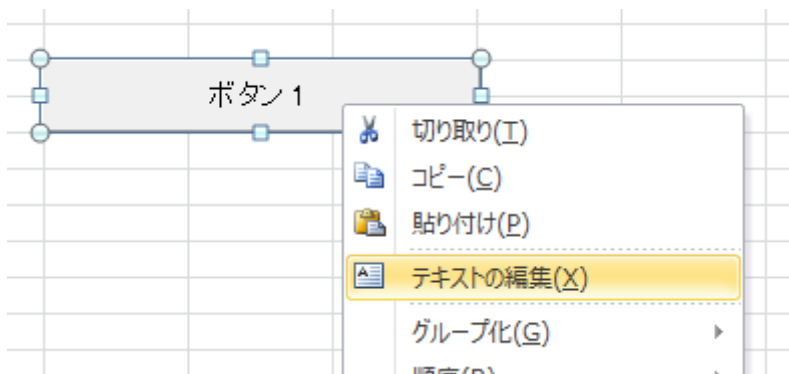 ボタン 1
切り取り(T)
コピー(C)
貼り付け(P)
テキストの編集(X)
グループ化(G)